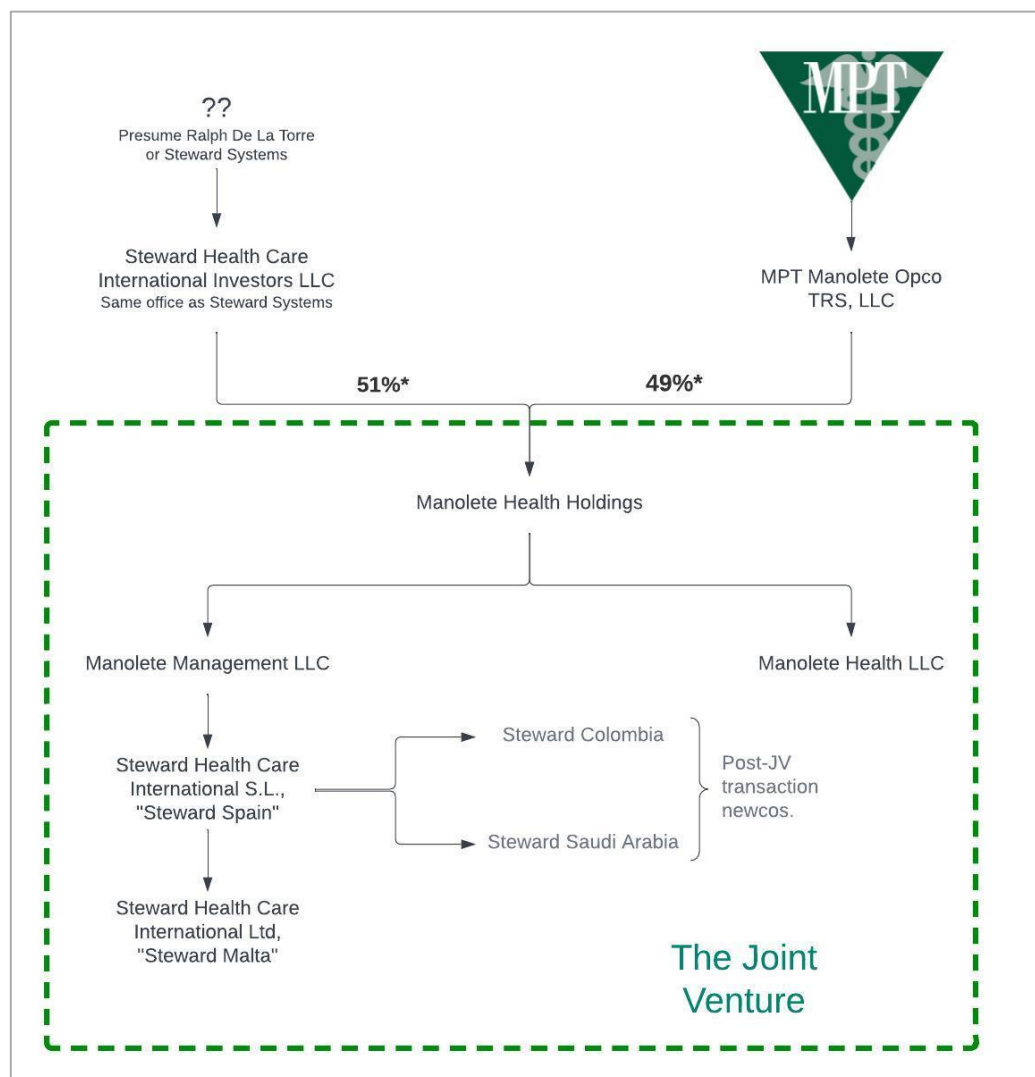 ??
Presume Ralph De La Torre
or Steward Systems
MPT
Steward Health Care
International Investors LLC
Same office as Steward Systems
MPT Manolete Opco
TRS, LLC
51%*
49%*
Manolete Health Holdings
Manolete Management LLC
Manolete Health LLC
Steward Health Care
International S.L.,
"Steward Spain"
Steward Colombia
Steward Saudi Arabia
Post-JV
transaction
newcos.
Steward Health Care
International Ltd,
"Steward Malta"
The Joint
Venture